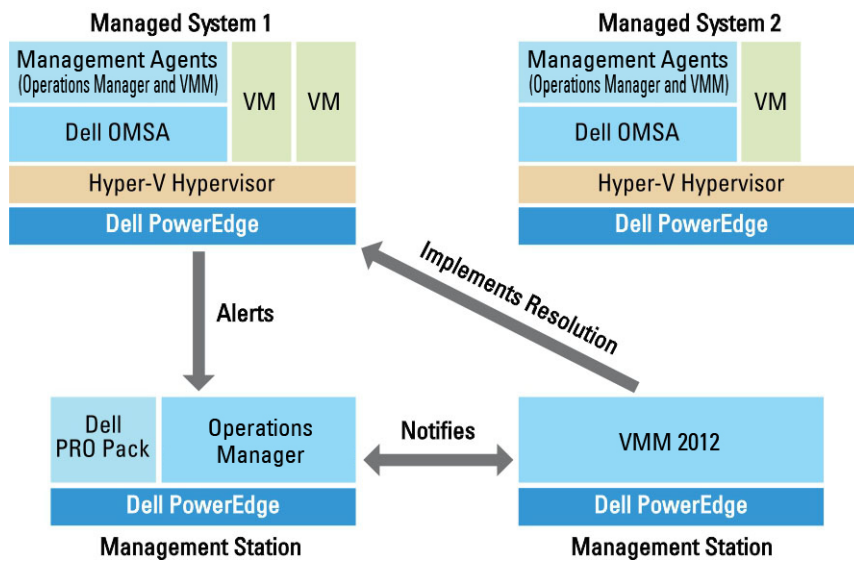 Managed System 1
Management Agents
(Operations Manager and VMM)
Dell OMSA
VM
VM
Hyper-V Hypervisor
Dell PowerEdge
Managed System 2
Management Agents
(Operations Manager and VMM)
Dell OMSA
VM
Hyper-V Hypervisor
Dell PowerEdge
Alerts
Implements Resolution
Dell
PRO Pack
Operations
Manager
Dell PowerEdge
Management Station
Notifies
VMM 2012
Dell PowerEdge
Management Station